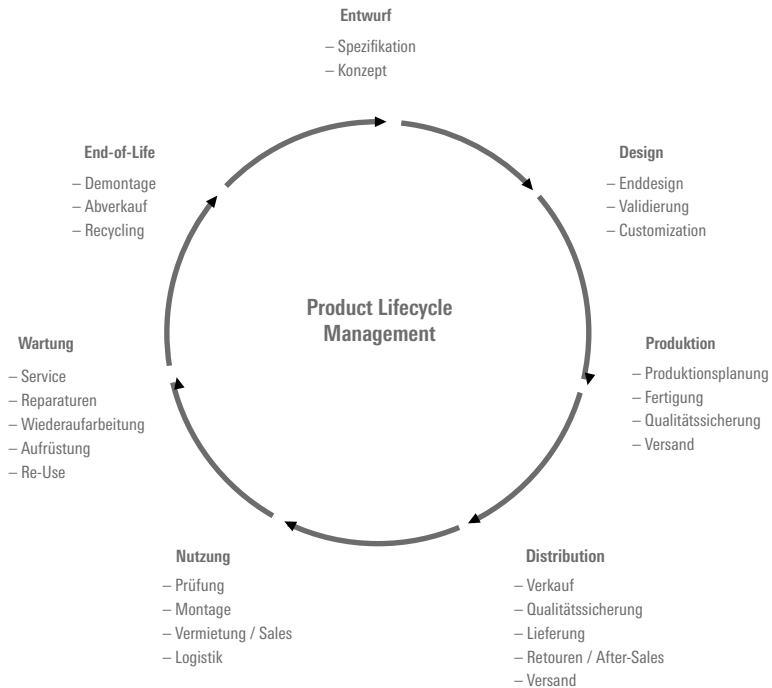 Entwurf
– Spezifikation
– Konzept
Design
– Enddesign
– Validierung
– Customization
Produktion
– Produktionsplanung
– Fertigung
– Qualitätssicherung
– Versand
Distribution
– Verkauf
– Qualitätssicherung
– Lieferung
– Retouren / After-Sales
– Versand
Nutzung
– Prüfung
– Montage
– Vermietung / Sales
– Logistik
Wartung
– Service
– Reparaturen
– Wiederaufarbeitung
– Aufrüstung
– Re-Use
End-of-Life
– Demontage
– Abverkauf
– Recycling
Product Lifecycle
Management